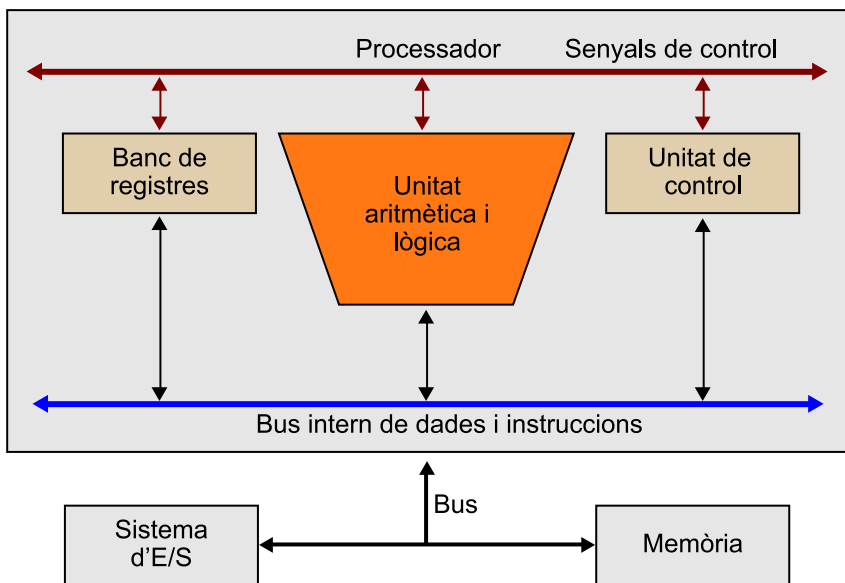 Processador
Senyals de control
Banc de
registres
Unitat
aritmètica i
lògica
Unitat de
control
Bus intern de dades i instruccions
Bus
Sistema
d'E/S
Memòria